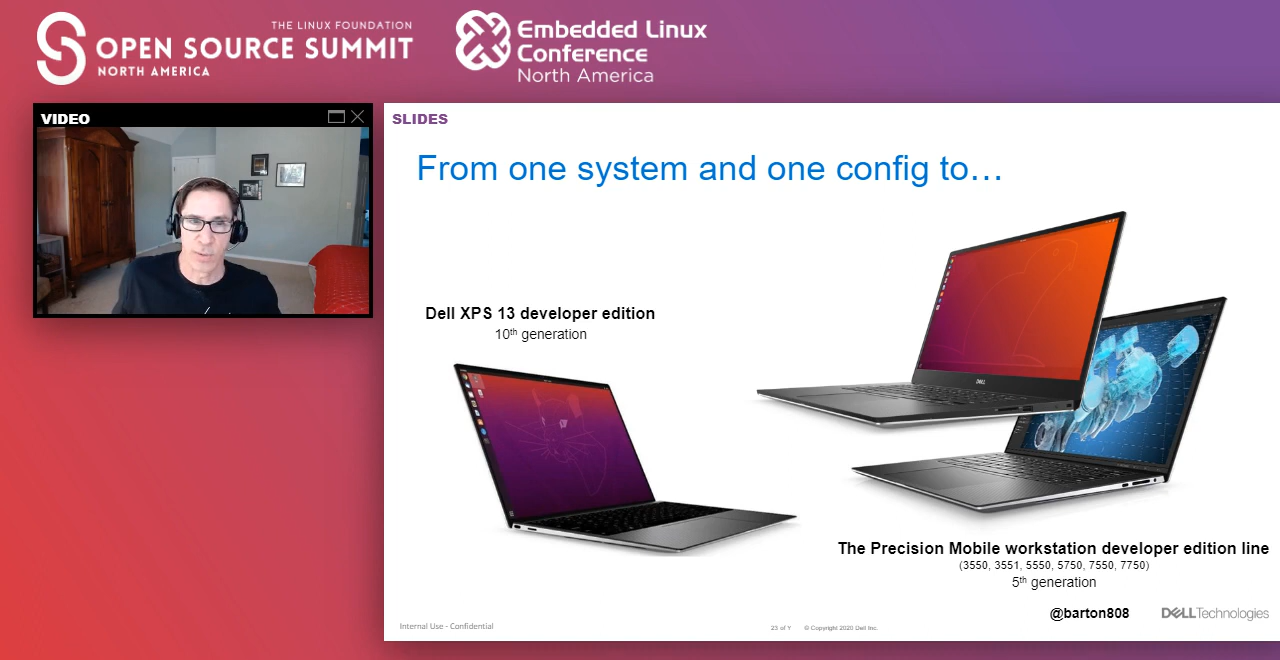 THE LINUX FOUNDATION
OPEN SOURCE SUMMIT
NORTH AMERICA
Embedded Linux
Conference
North America
VIDEO
SLIDES
From one system and one config to…
Dell XPS 13 developer edition
10th generation
DELL
The Precision Mobile workstation developer edition line
(3550, 3551, 5550, 5750, 7550, 7750)
5th generation
@barton808
DELLTechnologies
Internal Use - Confidential
23 of Y
© Copyright 2020 Dell Inc.